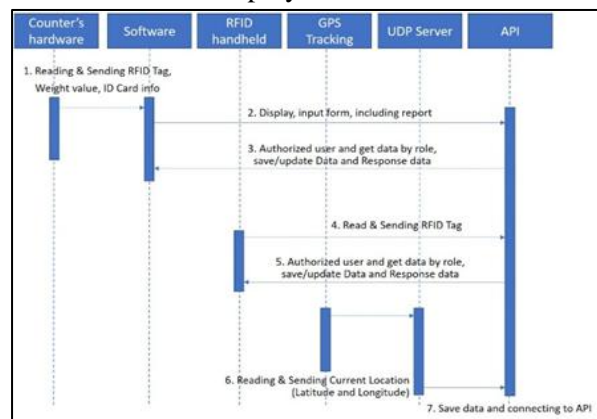 Counter's
hardware
Software
RFID
handheld
GPS
Tracking
UDP Server
API
1. Reading & Sending RFID Tag,
Weight value, ID Card info
2. Display, input form, including report
3. Authorized user and get data by role,
save/update Data and Response data
4. Read & Sending RFID Tag
5. Authorized user and get data by role,
save/update Data and Response data
6. Reading & Sending Current Location
(Latitude and Longitude)
7. Save data and connecting to API